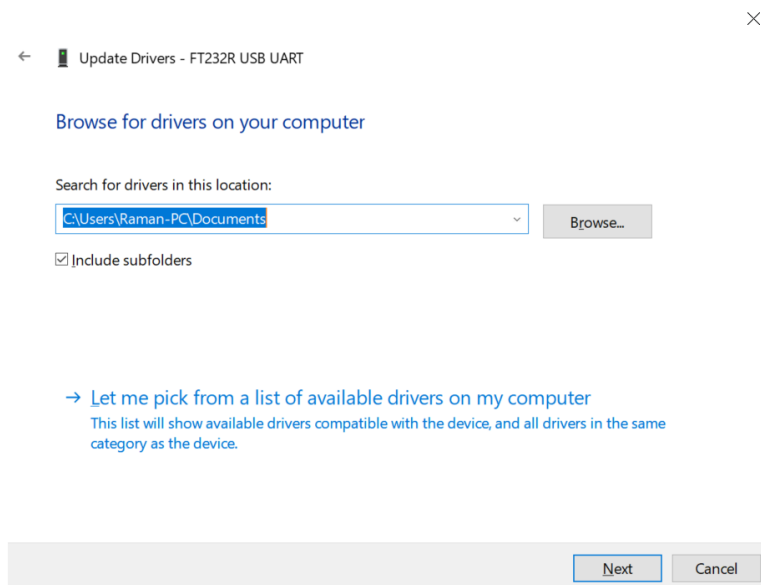 Update Drivers - FT232R USB UART
Browse for drivers on your computer
Search for drivers in this location:
C:\Users\Raman-PC\Documents
Browse...
Include subfolders
Let me pick from a list of available drivers on my computer
This list will show available drivers compatible with the device, and all drivers in the same
category as the device.
Next
Cancel